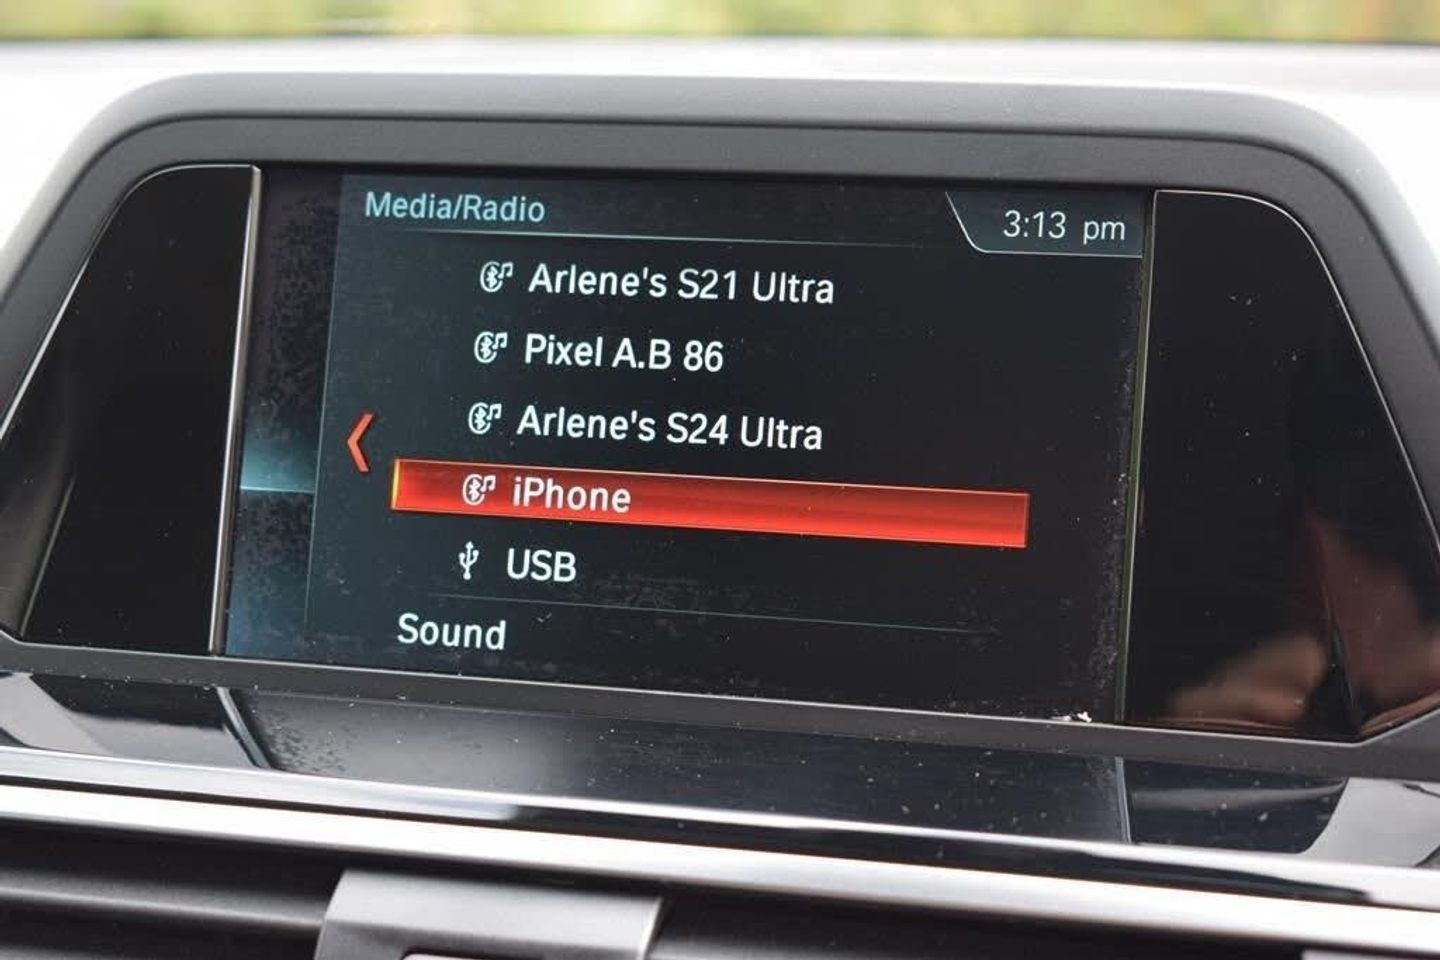 Media/Radio
3:13 pm
Arlene's S21 Ultra
Pixel A.B 86
Arlene's S24 Ultra
iPhone
USB
Sound